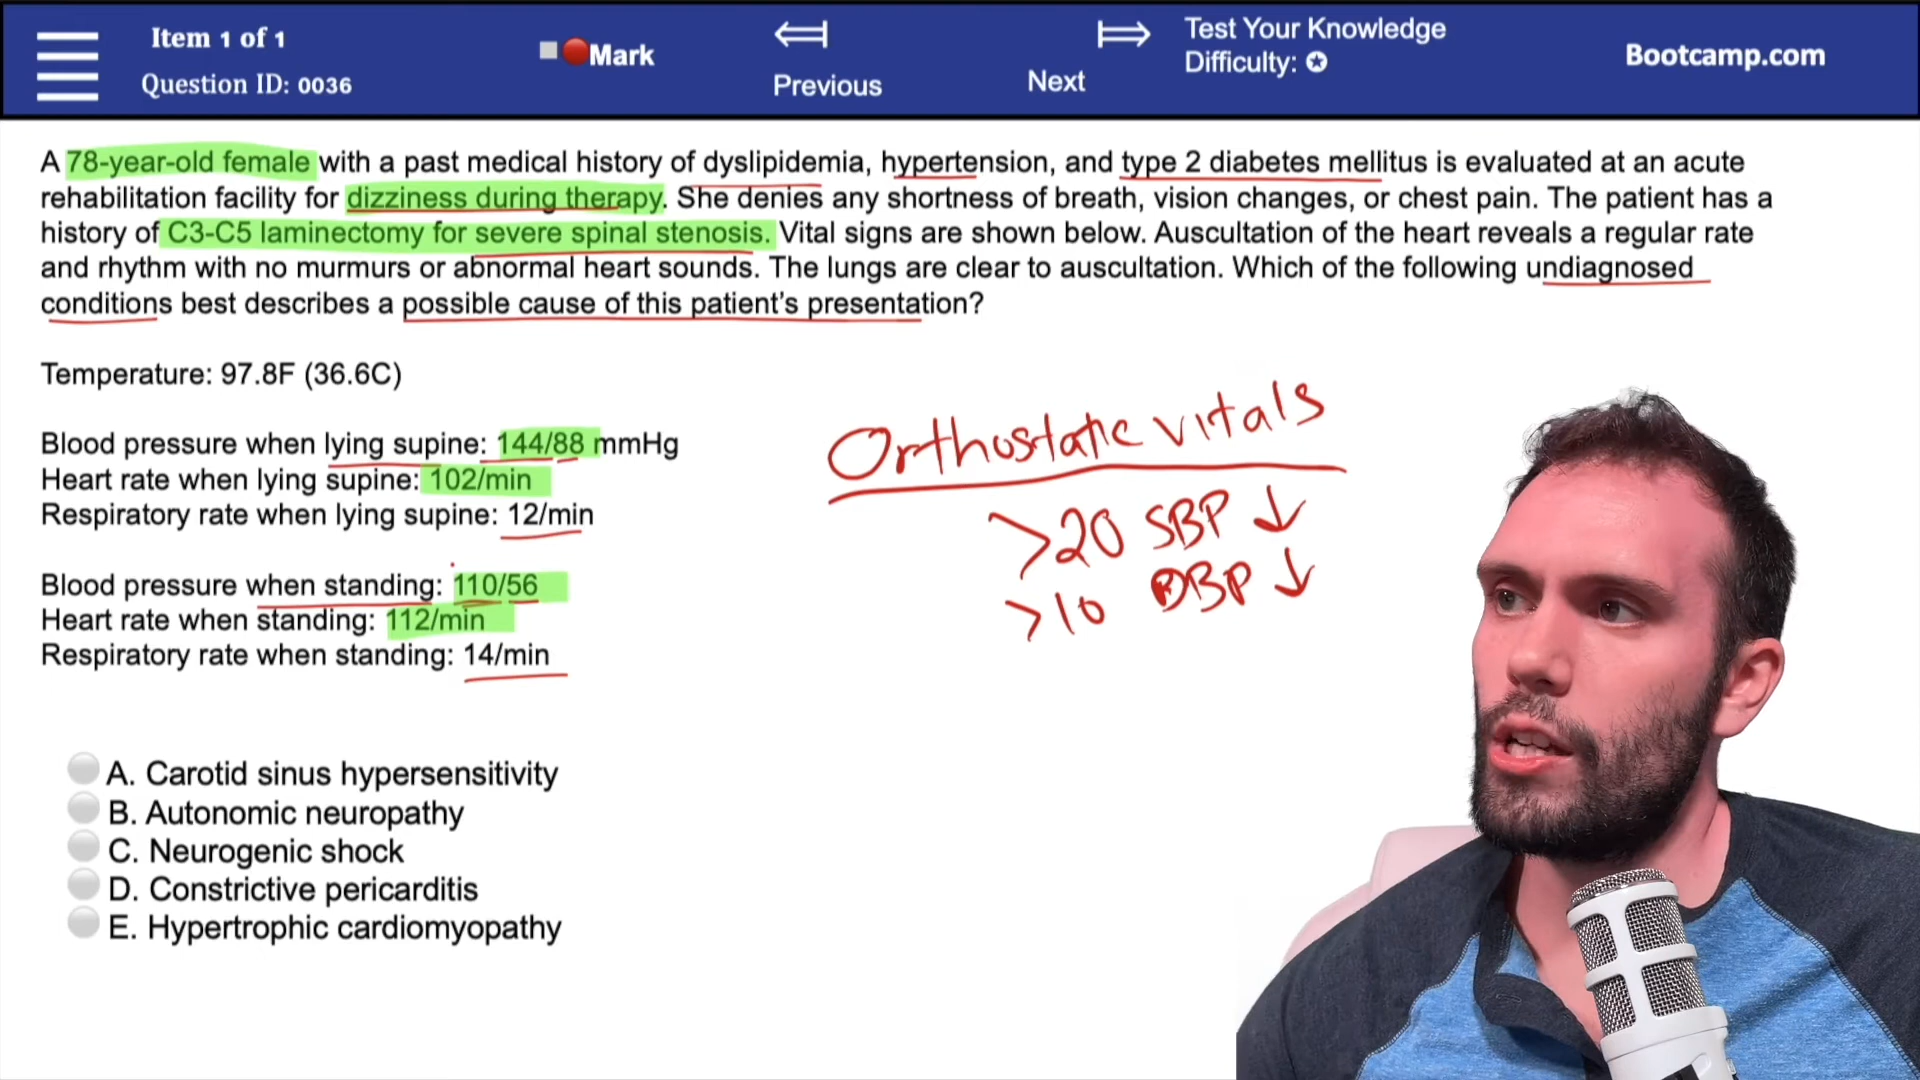 Item 1 of 1
Question ID: 0036
Mark
Previous
Next
Test Your Knowledge
Difficulty:
Bootcamp.com
A 78-year-old female with a past medical history of dyslipidemia, hypertension, and type 2 diabetes mellitus is evaluated at an acute
rehabilitation facility for dizziness during therapy. She denies any shortness of breath, vision changes, or chest pain. The patient has a
history of C3-C5 laminectomy for severe spinal stenosis. Vital signs are shown below. Auscultation of the heart reveals a regular rate
and rhythm with no murmurs or abnormal heart sounds. The lungs are clear to auscultation. Which of the following undiagnosed
conditions best describes a possible cause of this patient's presentation?
Temperature: 97.8F (36.6C)
Blood pressure when lying supine: 144/88 mmHg
Heart rate when lying supine: 102/min
Respiratory rate when lying supine: 12/min
Blood pressure when standing: 110/56
Heart rate when standing: 112/min
Respiratory rate when standing: 14/min
Orthostatic vitals
>20 SBP ↓
>10 DBP ↓
A. Carotid sinus hypersensitivity
B. Autonomic neuropathy
C. Neurogenic shock
D. Constrictive pericarditis
E. Hypertrophic cardiomyopathy